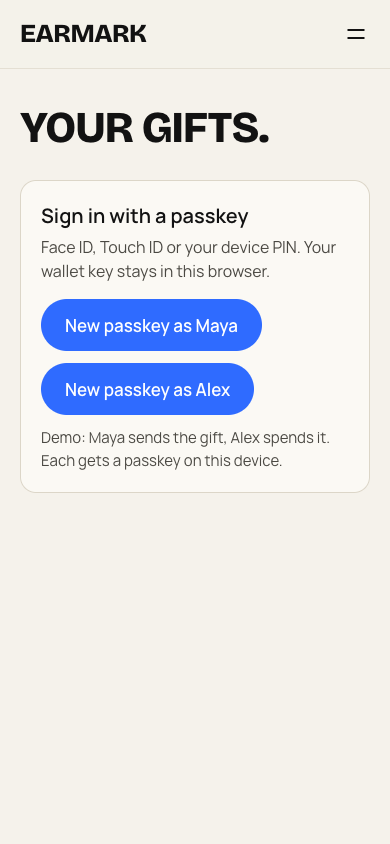 EARMARK
YOUR GIFTS.
Sign in with a passkey
Face ID, Touch ID or your device PIN. Your
wallet key stays in this browser.
New passkey as Maya
New passkey as Alex
Demo: Maya sends the gift, Alex spends it.
Each gets a passkey on this device.